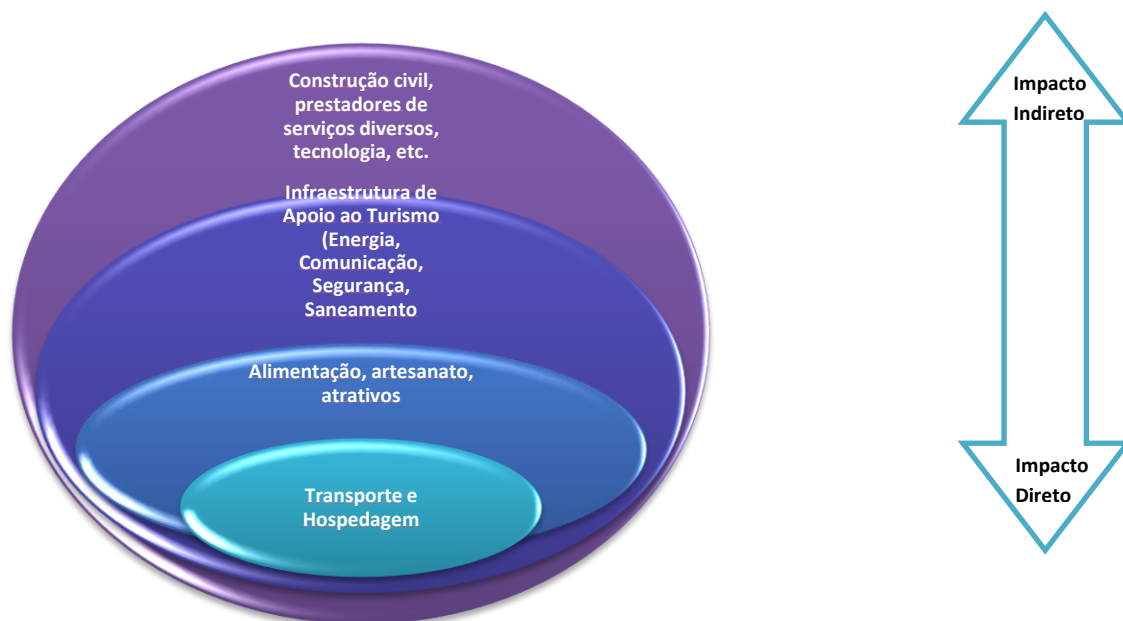 Construção civil,
prestadores de
serviços diversos,
tecnologia, etc.
Infraestrutura de
Apoio ao Turismo
(Energia,
Comunicação,
Segurança,
Saneamento
Alimentação, artesanato,
atrativos
Transporte e
Hospedagem
Impacto
Indireto
Impacto
Direto